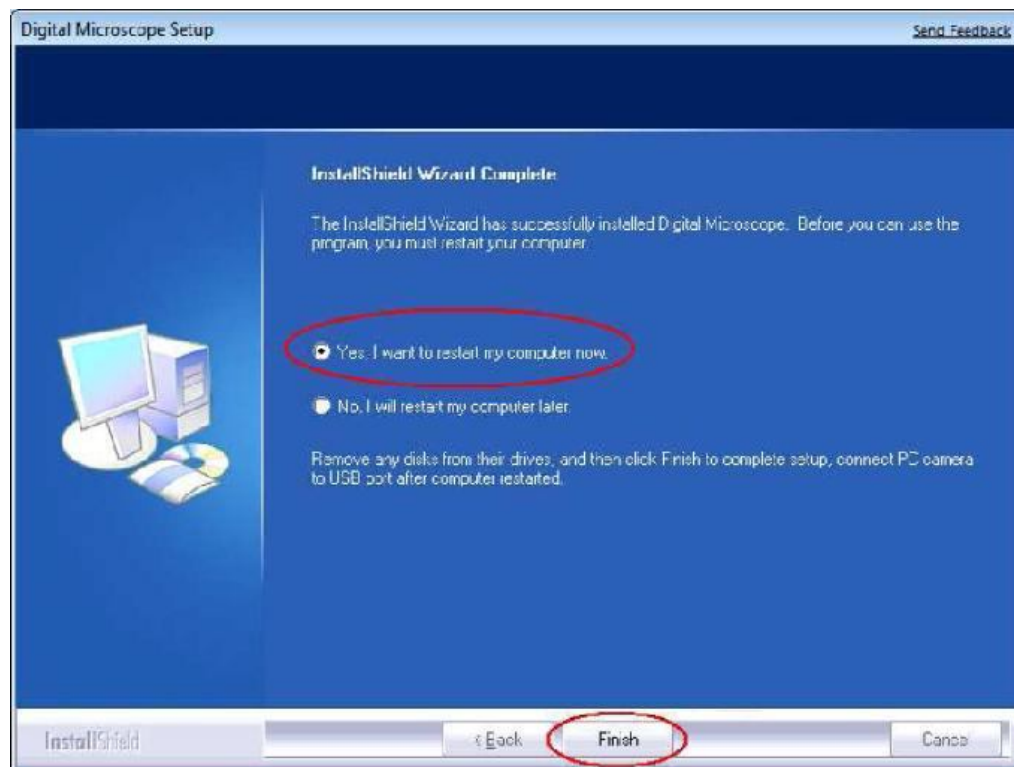 Digital Microscope Setup
Send Feedback
InstallShield Wizard Complete
The InstallShield Wizard has successfully installed Digital Microscope. Before you can use the
program, you must restart your computer.
Yes, I want to restart my computer now.
No, I will restart my computer later.
Remove any disks from their drives, and then click Finish to complete setup, connect PC camera
to USB port after computer restarted.
InstallShield
< Back
Finish
Cancel